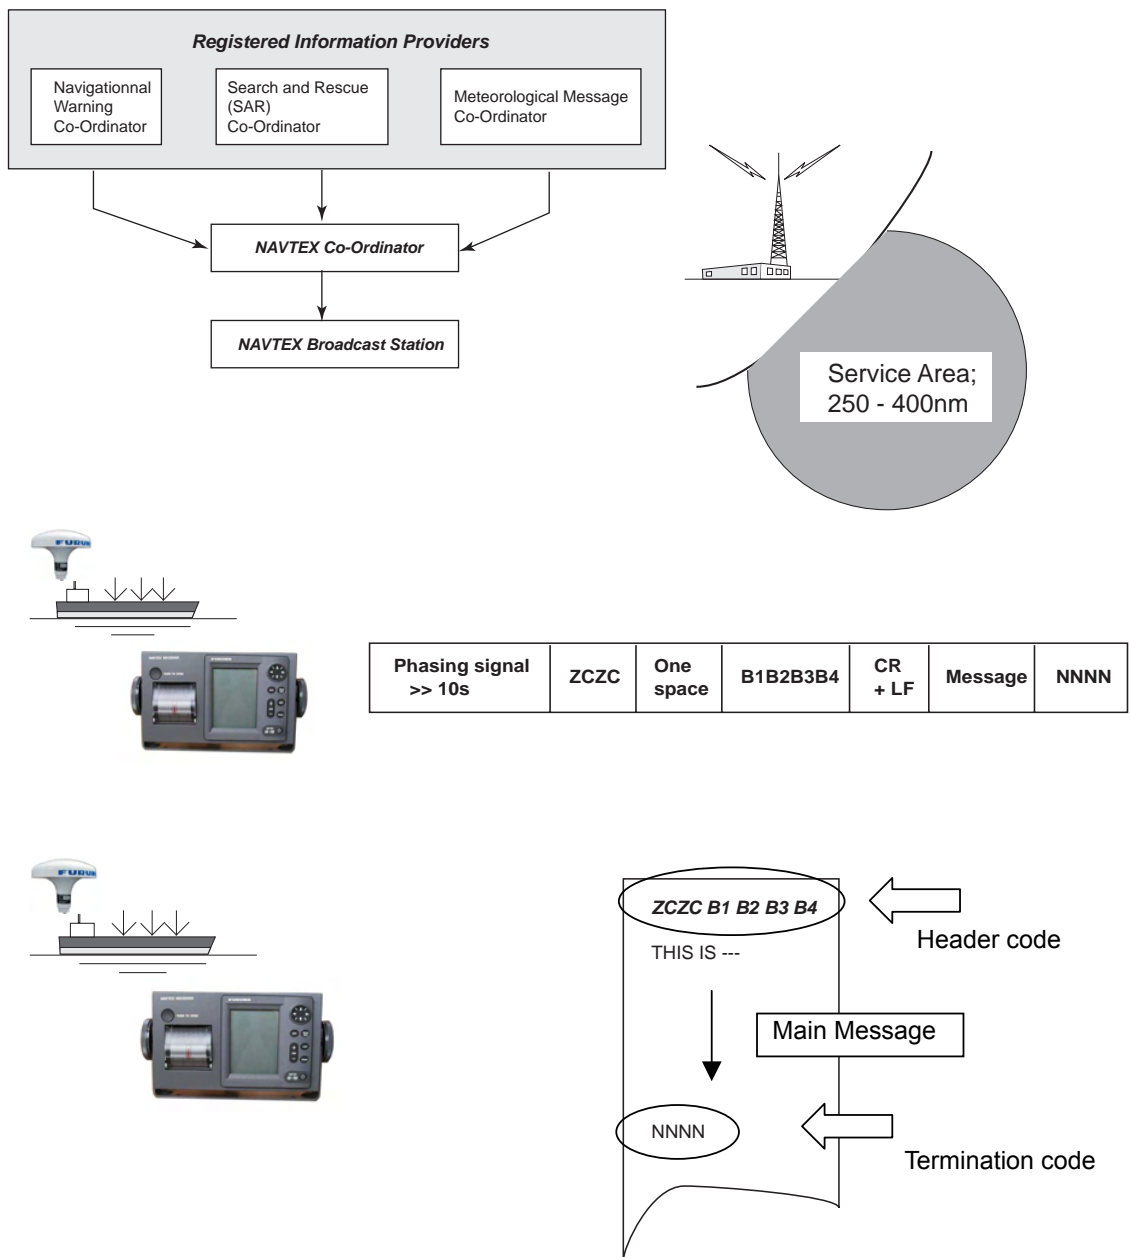 Registered Information Providers
Navigationnal
Warning
Co-Ordinator
Search and Rescue
(SAR)
Co-Ordinator
Meteorological Message
Co-Ordinator
NAVTEX Co-Ordinator
NAVTEX Broadcast Station
Service Area;
250 - 400nm
FURUN
Phasing signal
>> 10s
ZCZC
One
space
B1B2B3B4
CR
+ LF
Message
NNNN
FURUN
ZCZC B1 B2 B3 B4
THIS IS ---
Header code
Main Message
NNNN
Termination code